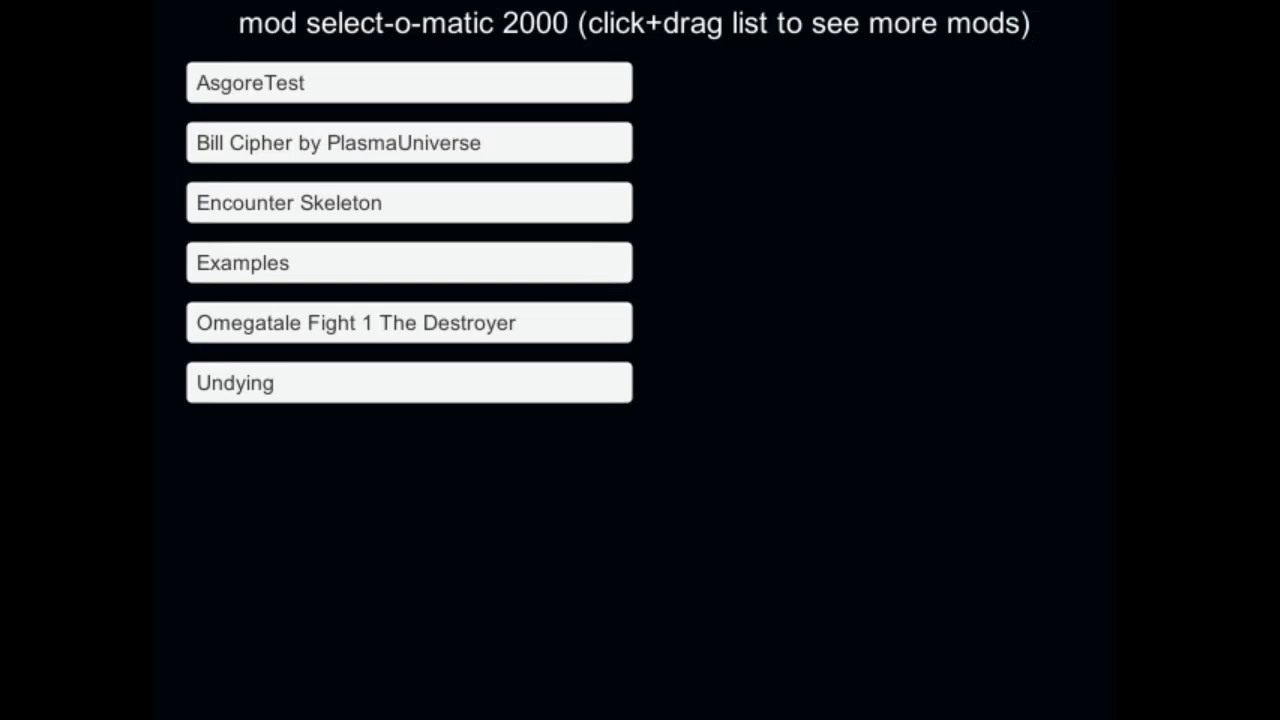 mod select-o-matic 2000 (click+drag list to see more mods)
AsgoreTest
Bill Cipher by PlasmaUniverse
Encounter Skeleton
Examples
Omegatale Fight 1 The Destroyer
Undying